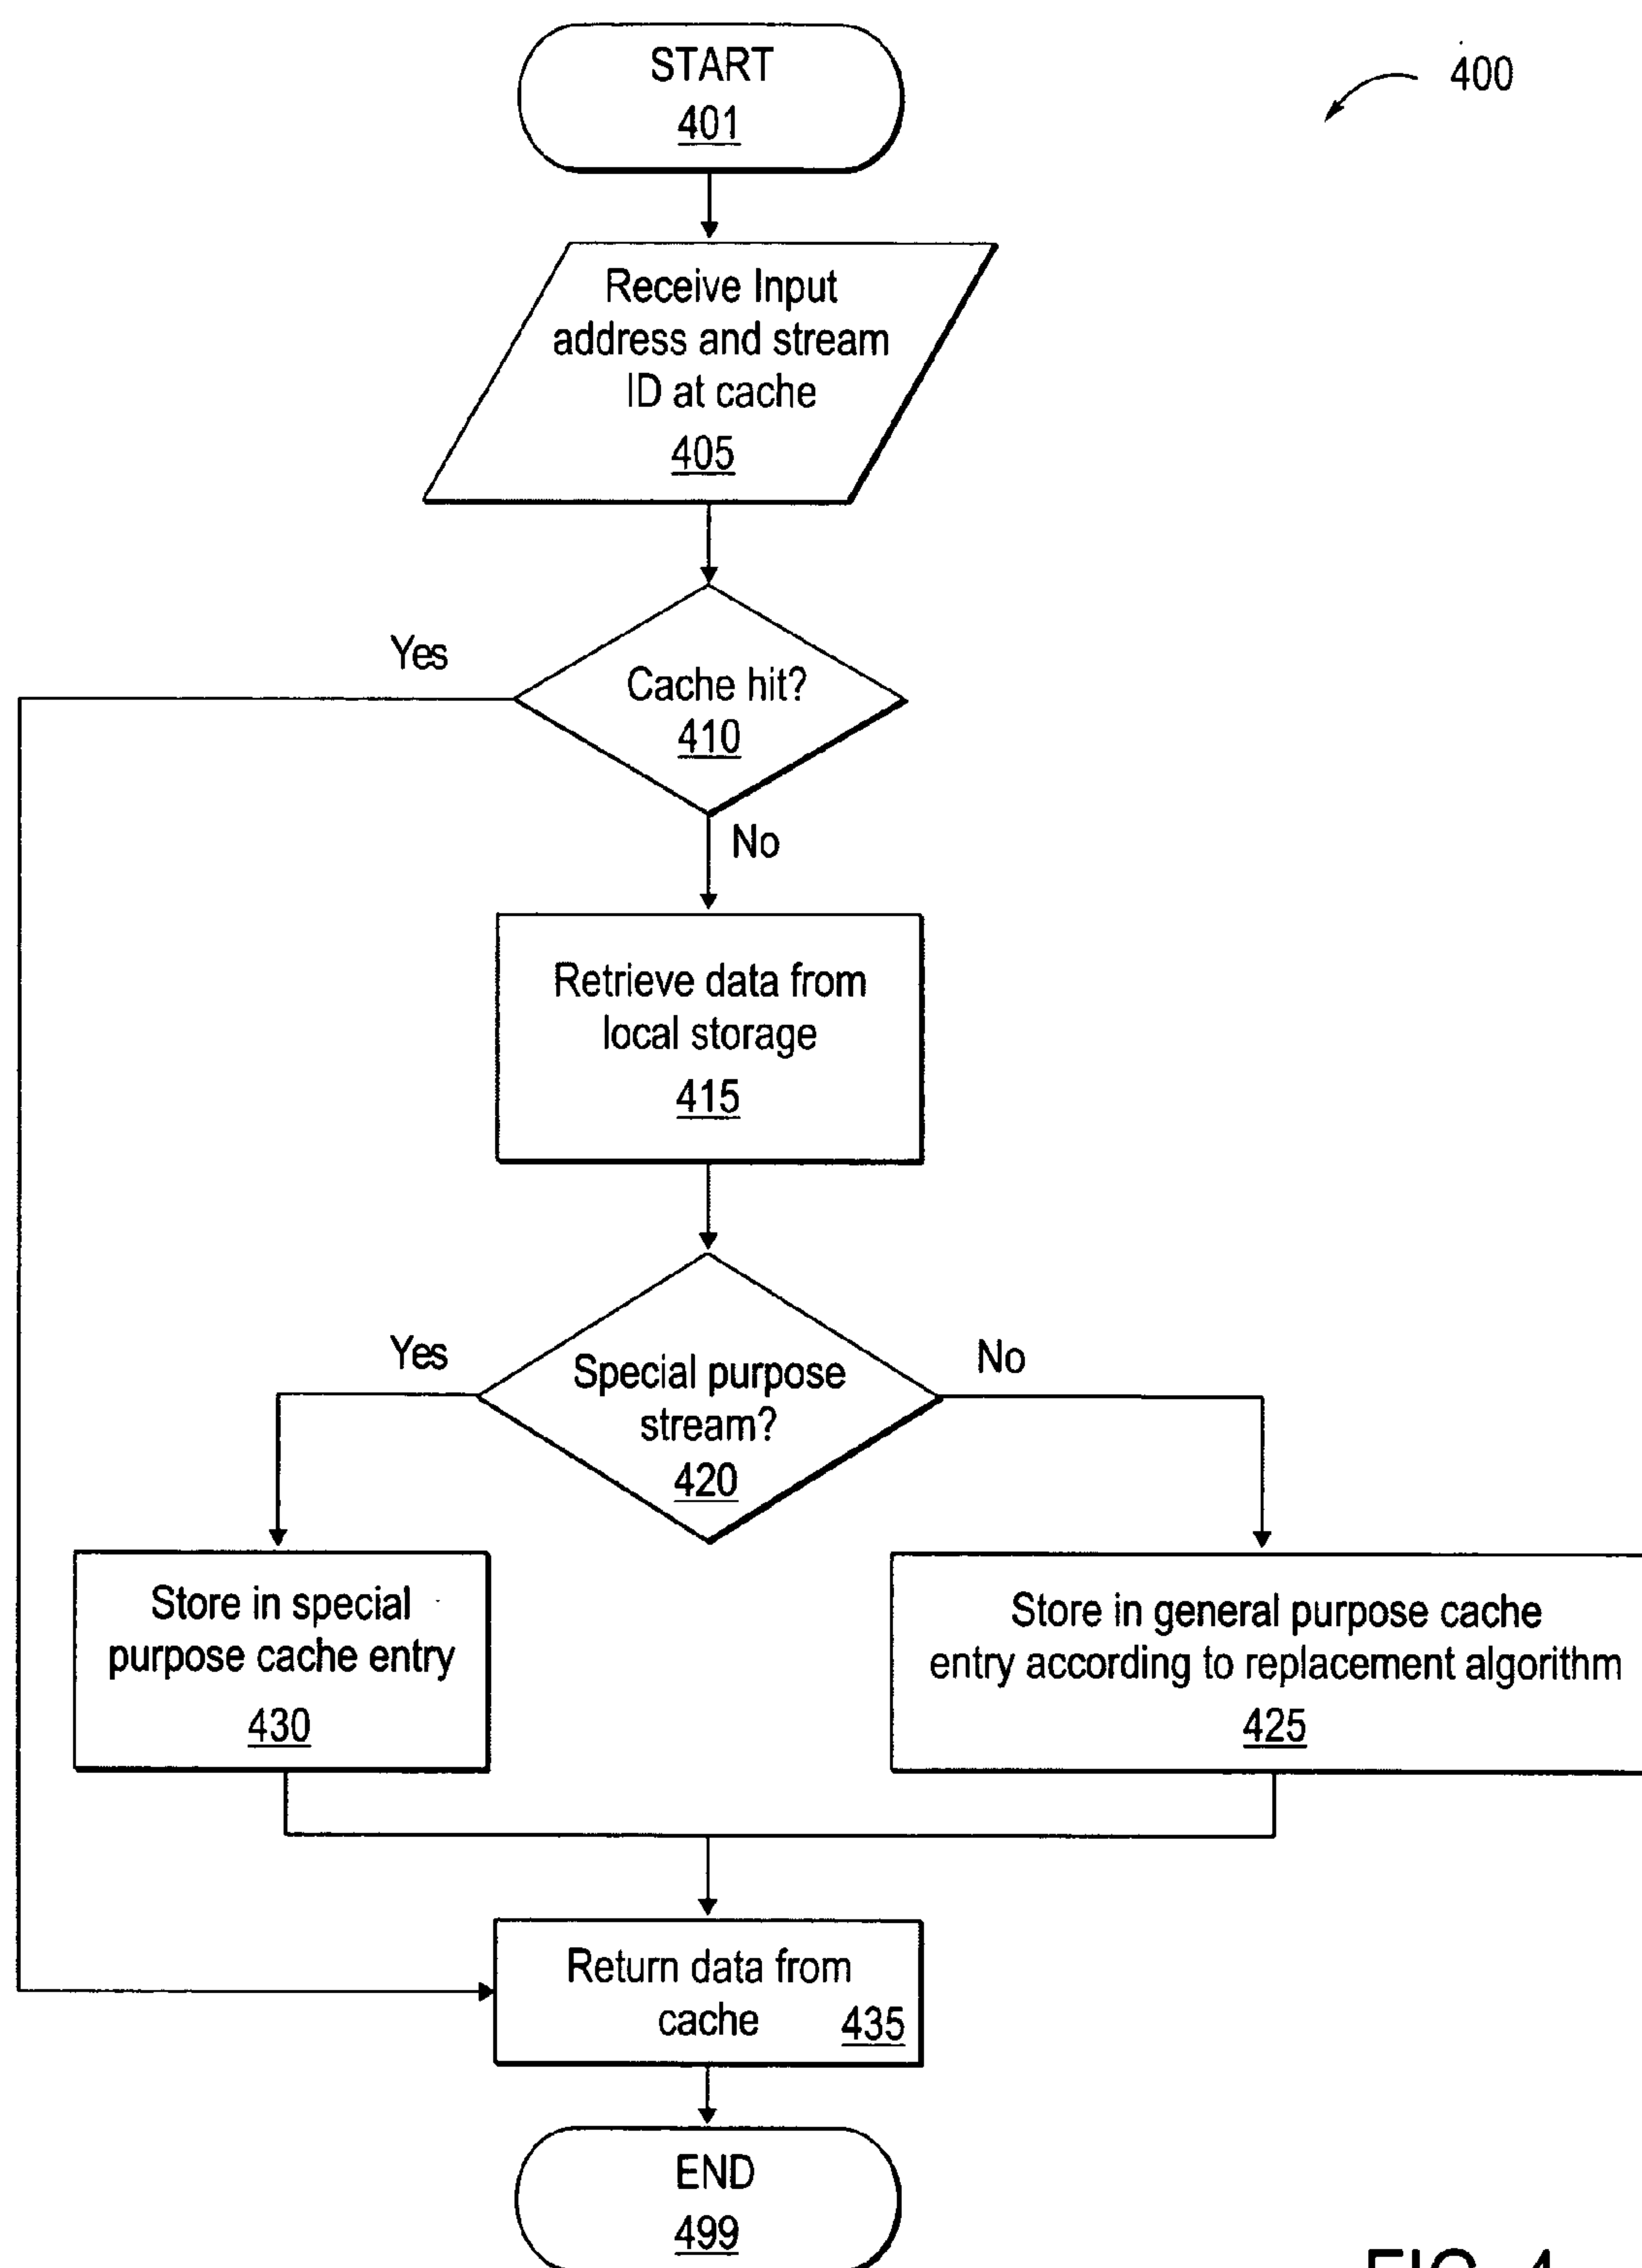 START
401
400
Receive Input
address and stream
ID at cache
405
Yes
Cache hit?
410
No
Retrieve data from
local storage
415
Yes
No
Special purpose
stream?
420
Store in special
purpose cache entry
430
Store in general purpose cache
entry according to replacement algorithm
425
Return data from
cache
435
END
499
FIG. 4